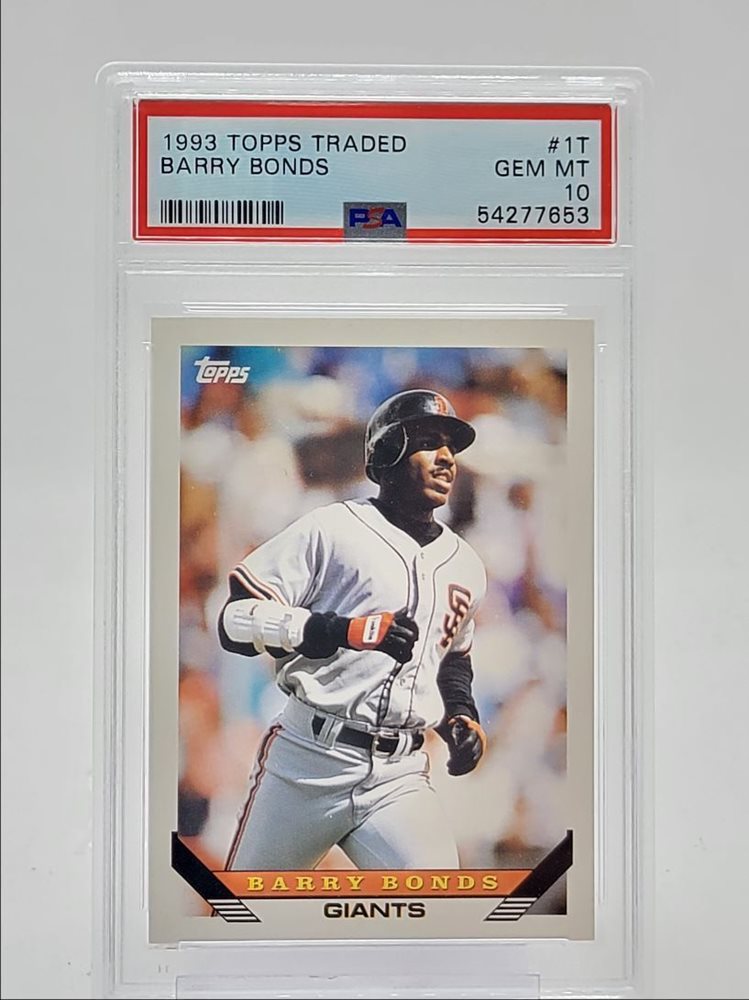 1993 TOPPS TRADED #1T
BARRY BONDS GEM MT
10
PSA 54277653
Topps
BARRY BONDS
GIANTS